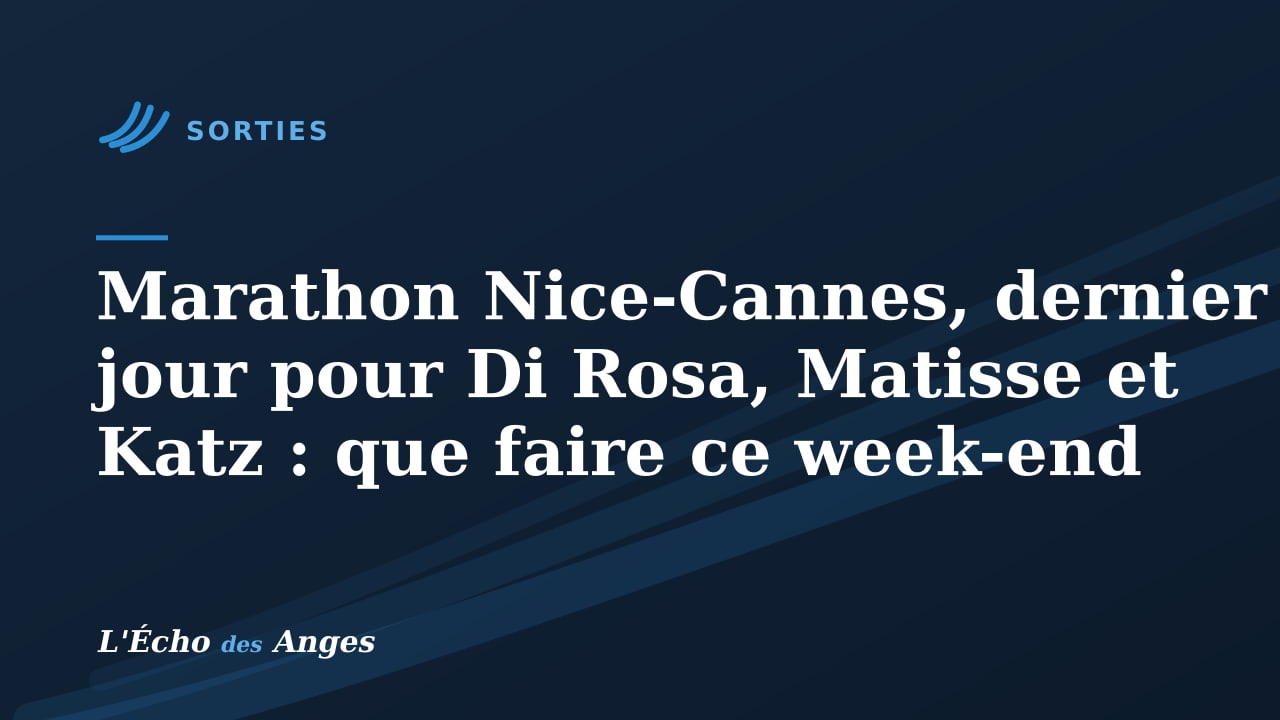 SORTIES
Marathon Nice-Cannes, dernier
jour pour Di Rosa, Matisse et
Katz : que faire ce week-end
L'Écho des Anges